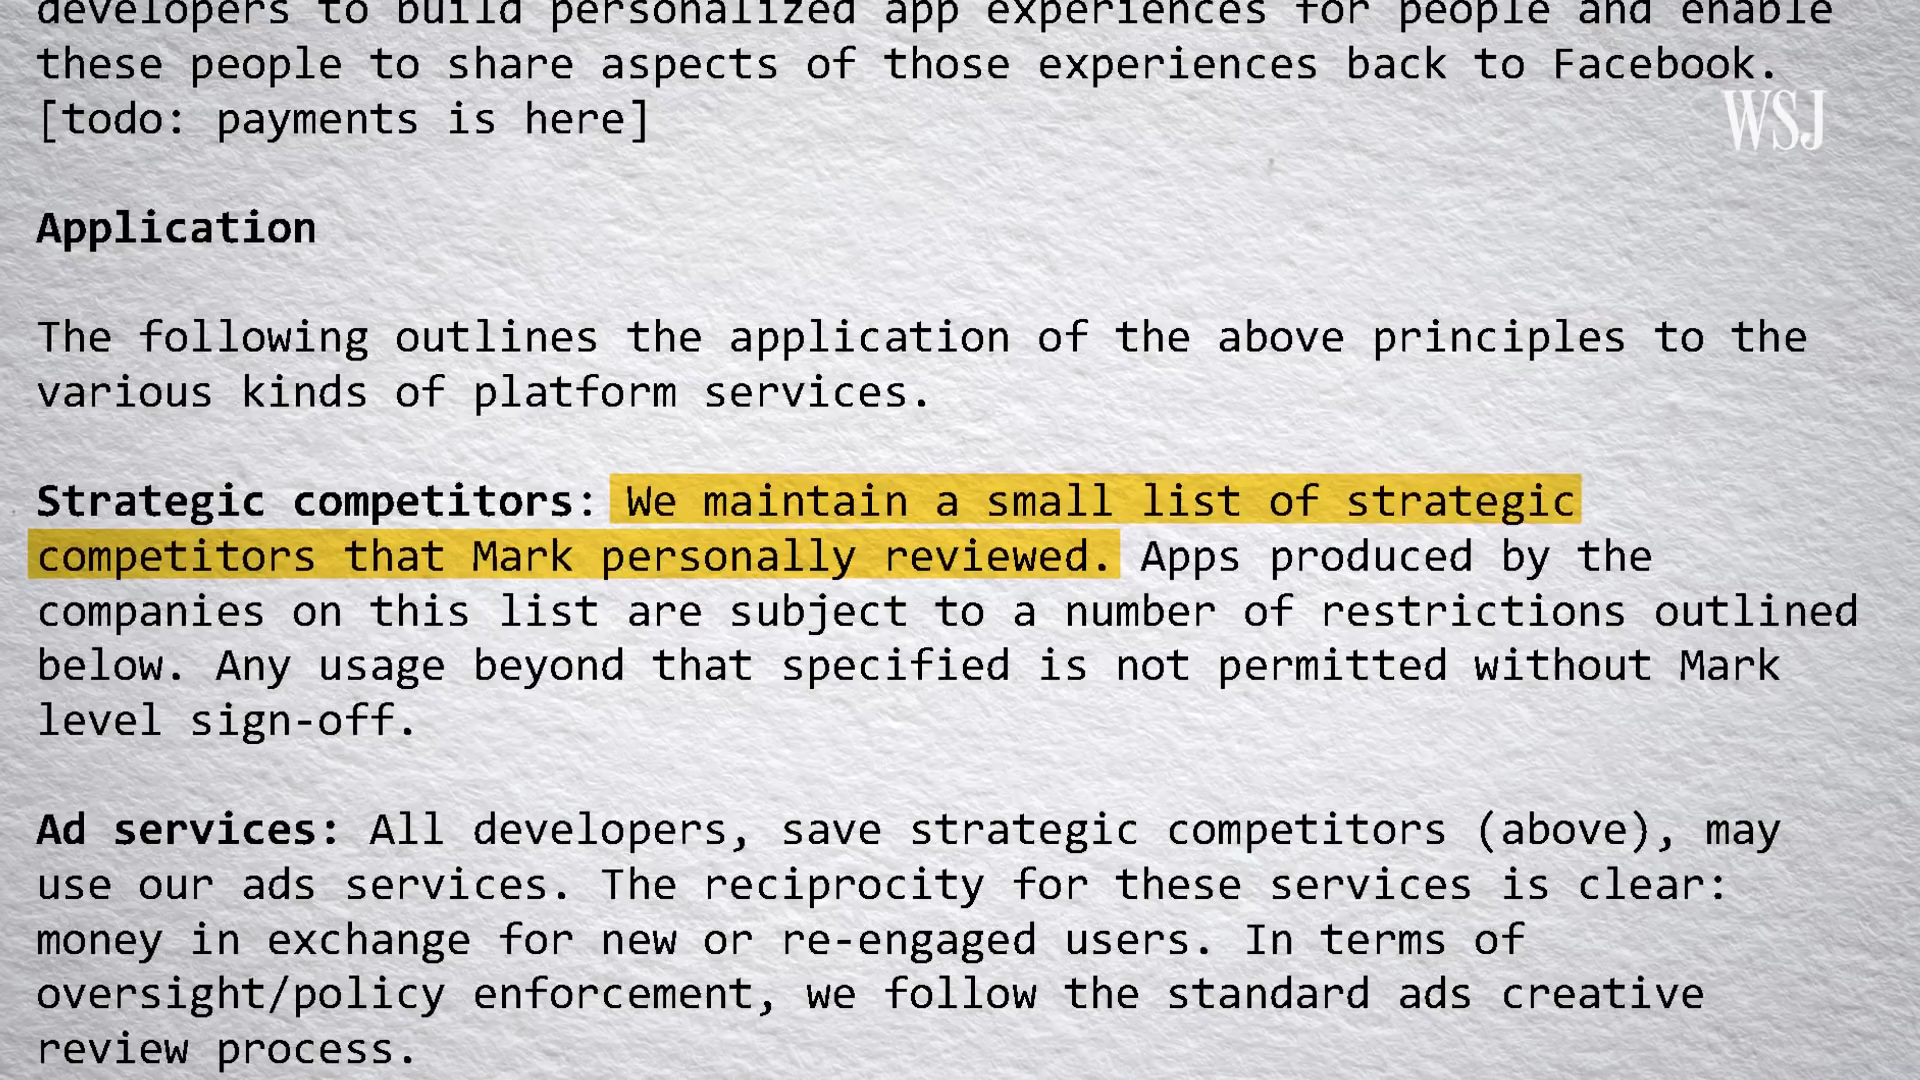 developers to build personalized app experiences for people and enable
these people to share aspects of those experiences back to Facebook.
[todo: payments is here]
WSJ
Application
The following outlines the application of the above principles to the
various kinds of platform services.
Strategic competitors: We maintain a small list of strategic
competitors that Mark personally reviewed. Apps produced by the
companies on this list are subject to a number of restrictions outlined
below. Any usage beyond that specified is not permitted without Mark
level sign-off.
Ad services: All developers, save strategic competitors (above), may
use our ads services. The reciprocity for these services is clear:
money in exchange for new or re-engaged users. In terms of
oversight/policy enforcement, we follow the standard ads creative
review process.